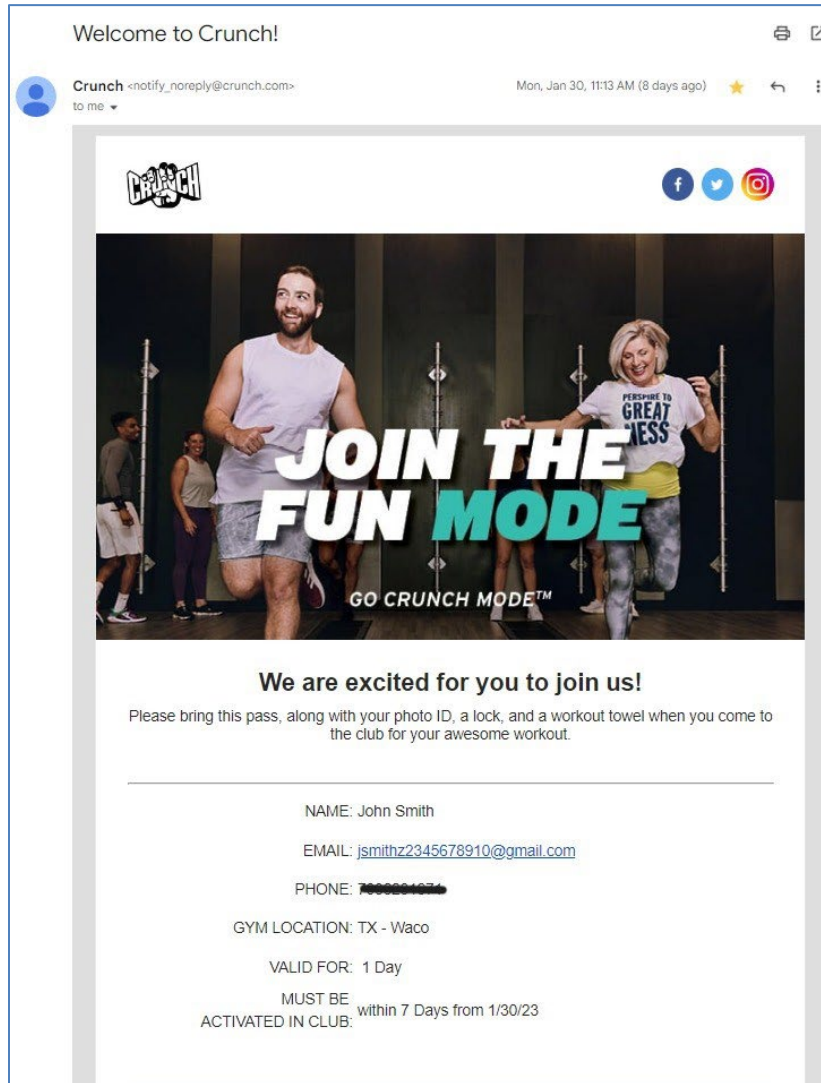 Welcome to Crunch!
Crunch <notify_noreply@crunch.com>
Mon, Jan 30, 11:13 AM (8 days ago)
to me
CRUNCH
f
PERSPIRE TO
GREAT
NESS
JOIN THE
FUN MODE
GO CRUNCH MODE™
We are excited for you to join us!
Please bring this pass, along with your photo ID, a lock, and a workout towel when you come to
the club for your awesome workout.
NAME: John Smith
EMAIL: jsmithz2345678910@gmail.com
PHONE:
GYM LOCATION: TX - Waco
VALID FOR: 1 Day
MUST BE
ACTIVATED IN CLUB: within 7 Days from 1/30/23